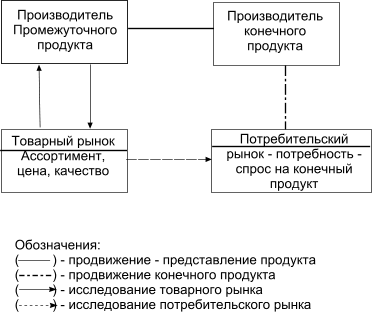 Производитель
Промежуточного
продукта
Производитель
конечного
продукта
Товарный рынок
Ассортимент,
цена, качество
Потребительский
рынок - потребность -
спрос на конечный
продукт
Обозначения:
( ) - продвижение - представление продукта
( ) - продвижение конечного продукта
( ) - исследование товарного рынка
( ) - исследование потребительского рынка